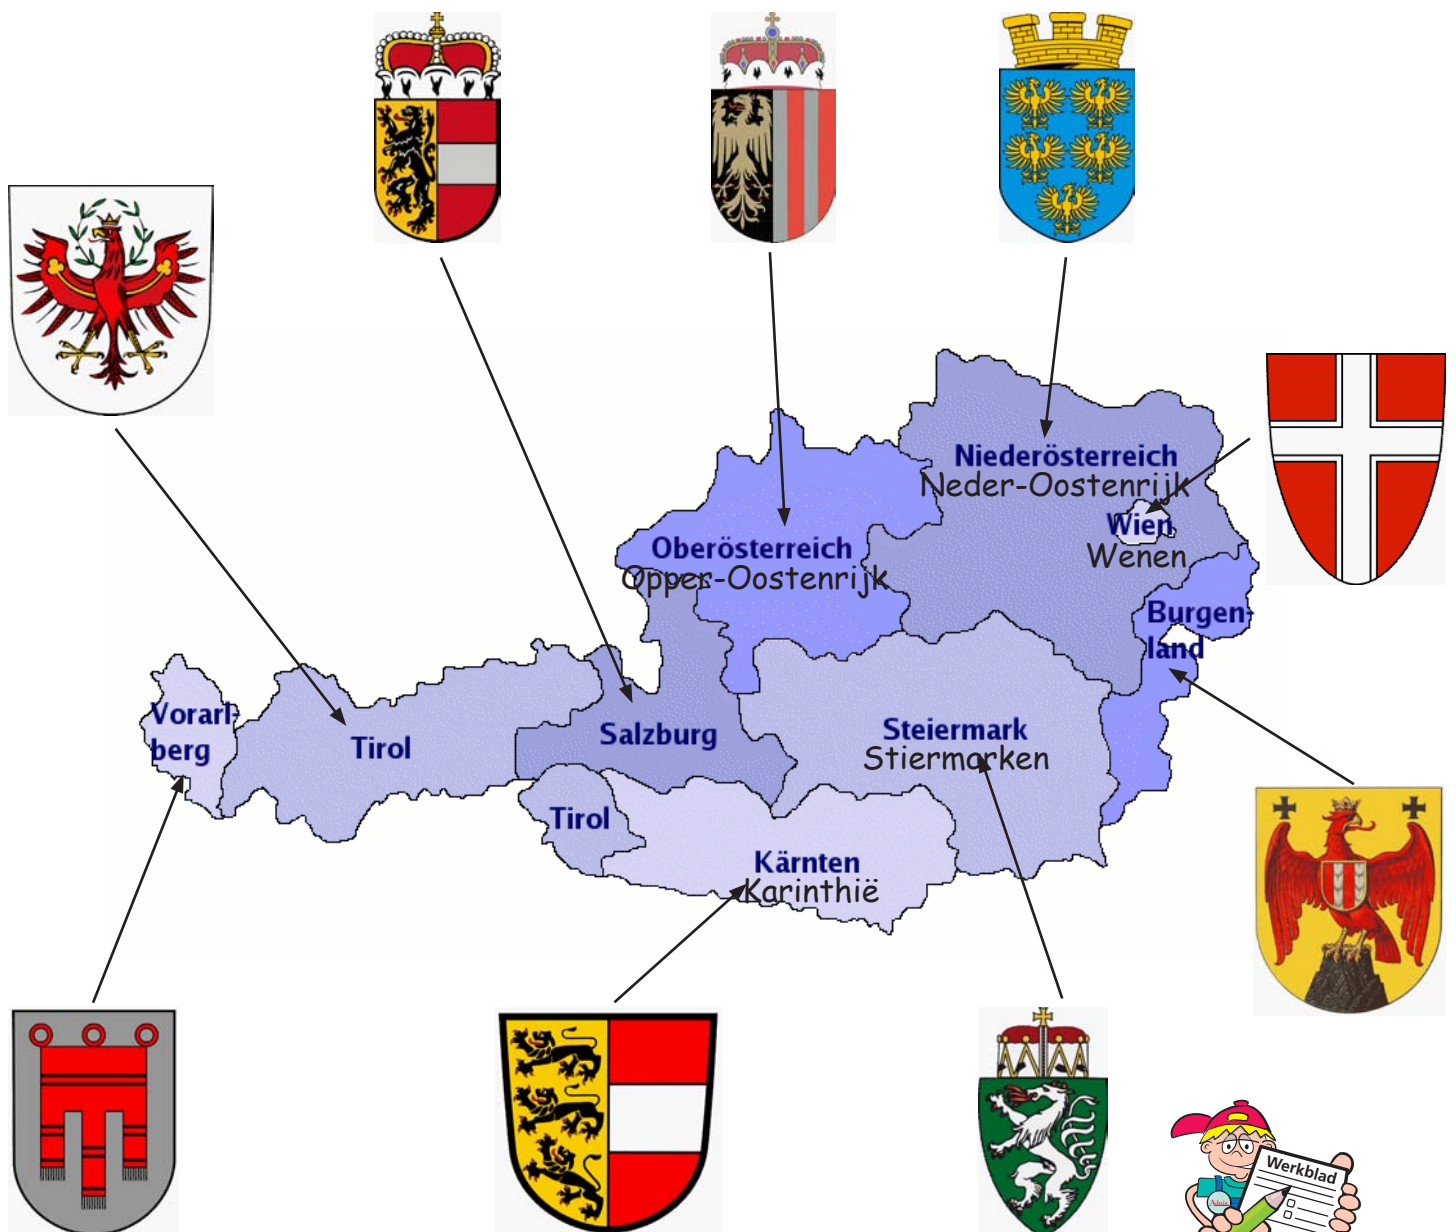 Niederösterreich
Neder-Oostenrijk
Wien
Wenen
Oberösterreich
Opper-Oostenrijk
Burgen-
land
Vorarl-
berg
Tirol
Salzburg
Steiermark
Stiermarken
Tirol
Kärnten
Karinthië
Werkblad